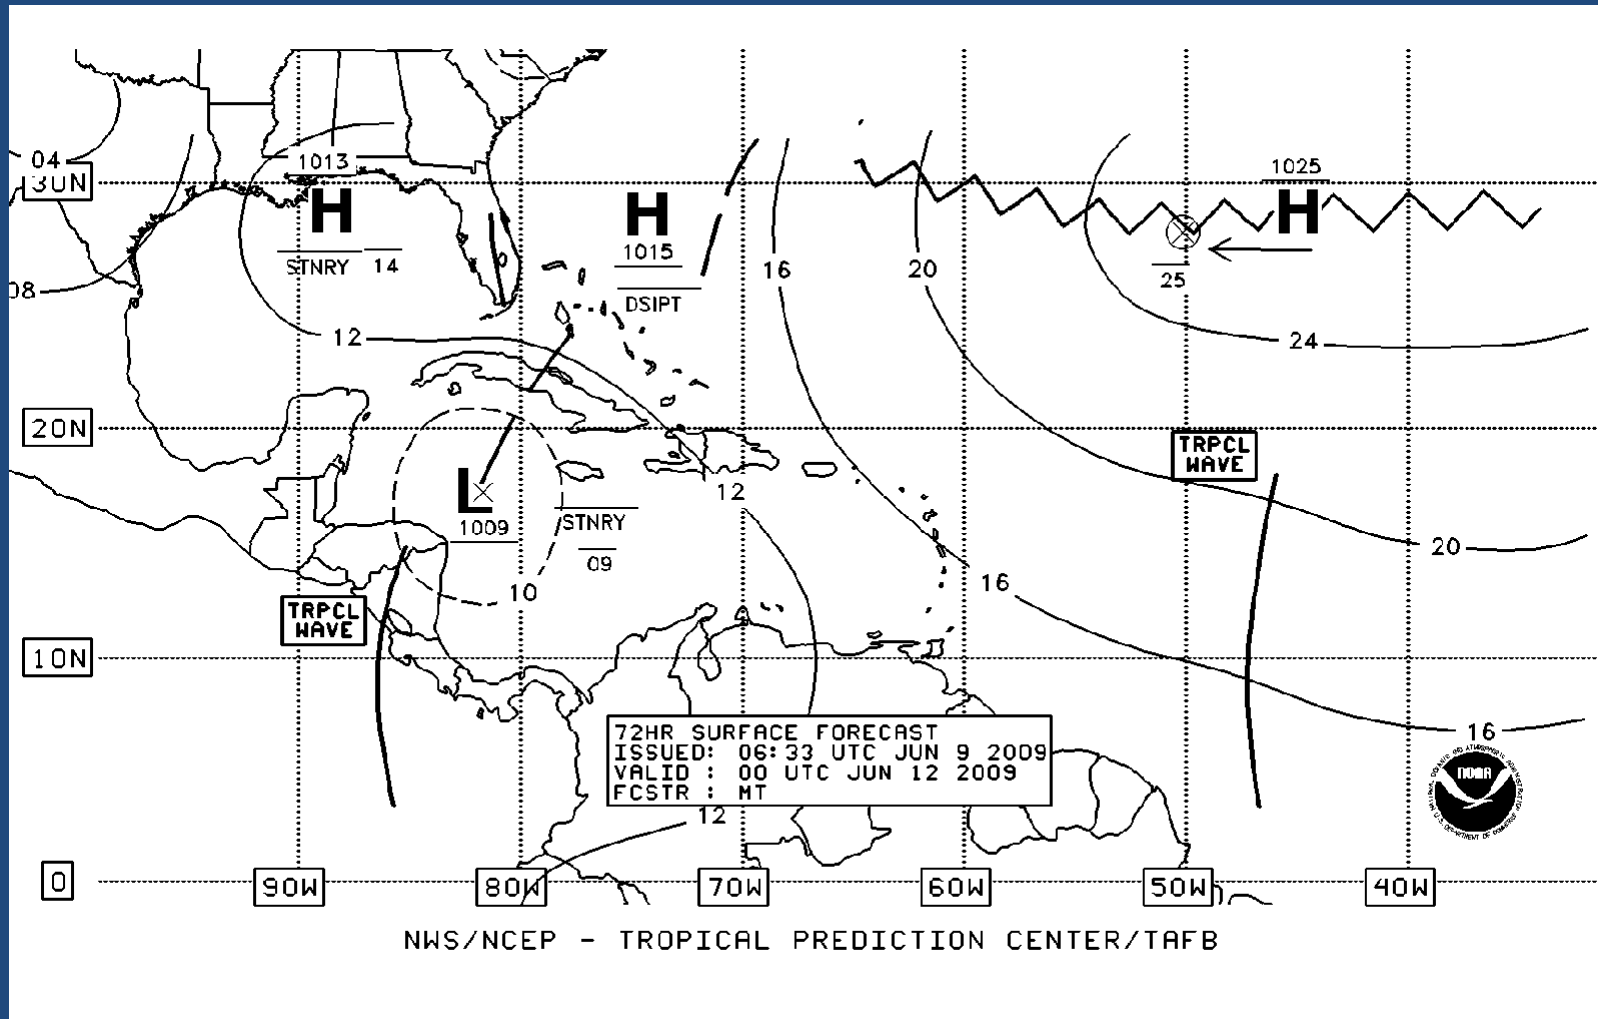 04
30N
1013
H
STNRY 14
H
1015
DSIPT
16
20
1025
H
25
24
08
12
20N
TRPCL
WAVE
L
1009
STNRY
09
12
20
10
16
TRPCL
WAVE
10N
16
72HR SURFACE FORECAST
ISSUED: 06:33 UTC JUN 9 2009
VALID : 00 UTC JUN 12 2009
FCSTR : MT
12
NOAA
0
90W
80W
70W
60W
50W
40W
NWS/NCEP - TROPICAL PREDICTION CENTER/TAFB